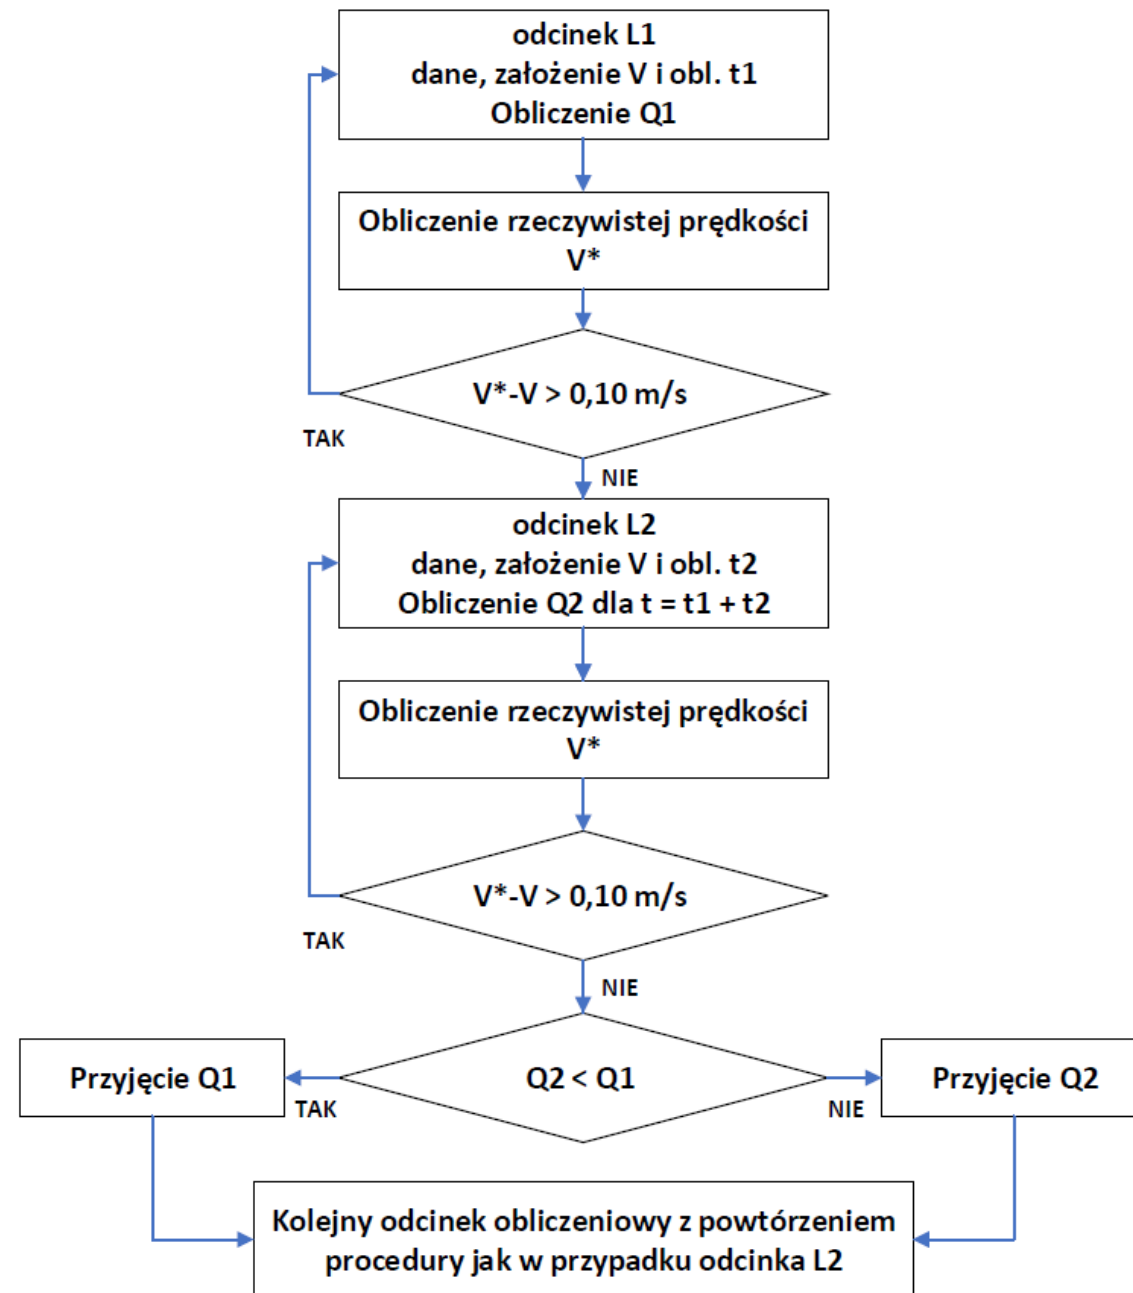 odcinek L1
dane, założenie V i obl. t1
Obliczenie Q1
Obliczenie rzeczywistej prędkości
V*
V*-V > 0,10 m/s
TAK
NIE
odcinek L2
dane, założenie V i obl. t2
Obliczenie Q2 dla t = t1 + t2
Obliczenie rzeczywistej prędkości
V*
V*-V > 0,10 m/s
TAK
NIE
Przyjęcie Q1
Q2 < Q1
Przyjęcie Q2
TAK
NIE
Kolejny odcinek obliczeniowy z powtórzeniem
procedury jak w przypadku odcinka L2